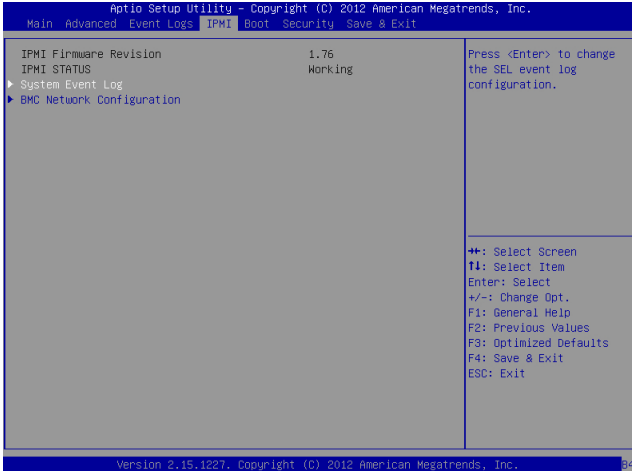 Aptio Setup Utility – Copyright (C) 2012 American Megatrends, Inc.
Main Advanced Event Logs IPMI Boot Security Save & Exit
IPMI Firmware Revision 1.76
IPMI STATUS Working
System Event Log
BMC Network Configuration
Press <Enter> to change
the SEL event log
configuration.
→←: Select Screen
↑↓: Select Item
Enter: Select
+/-: Change Opt.
F1: General Help
F2: Previous Values
F3: Optimized Defaults
F4: Save & Exit
ESC: Exit
Version 2.15.1227. Copyright (C) 2012 American Megatrends, Inc.